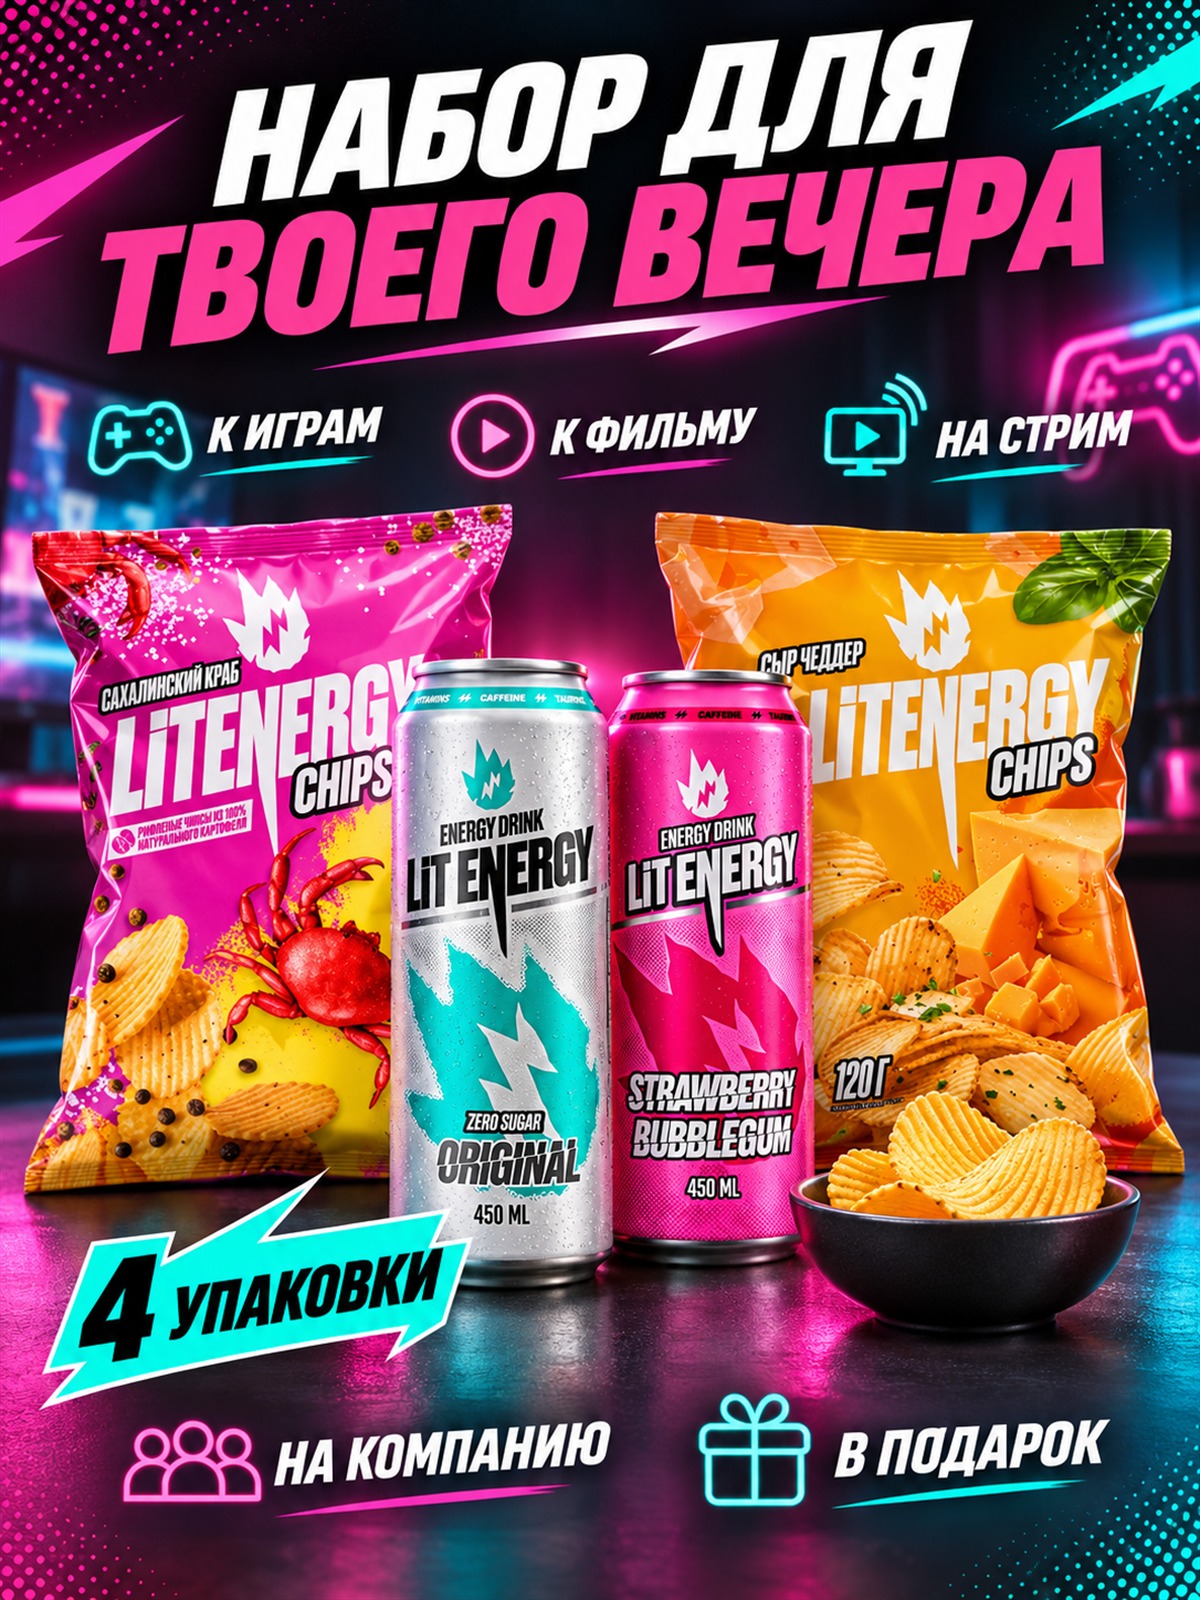 НАБОР ДЛЯ
ТВОЕГО ВЕЧЕРА
К ИГРАМ
К ФИЛЬМУ
НА СТРИМ
САХАЛИНСКИЙ КРАБ
LITENERGY
CHIPS
РИФЛЕНЫЕ ЧИПСЫ ИЗ 100%
НАТУРАЛЬНОГО КАРТОФЕЛЯ
VITAMINS CAFFEINE TAURINE
ENERGY DRINK
LIT ENERGY
ZERO SUGAR
ORIGINAL
450 ML
VITAMINS CAFFEINE TAURINE
ENERGY DRINK
LIT ENERGY
STRAWBERRY
BUBBLEGUM
450 ML
СЫР ЧЕДДЕР
LITENERGY
CHIPS
120 Г
4 УПАКОВКИ
НА КОМПАНИЮ
В ПОДАРОК